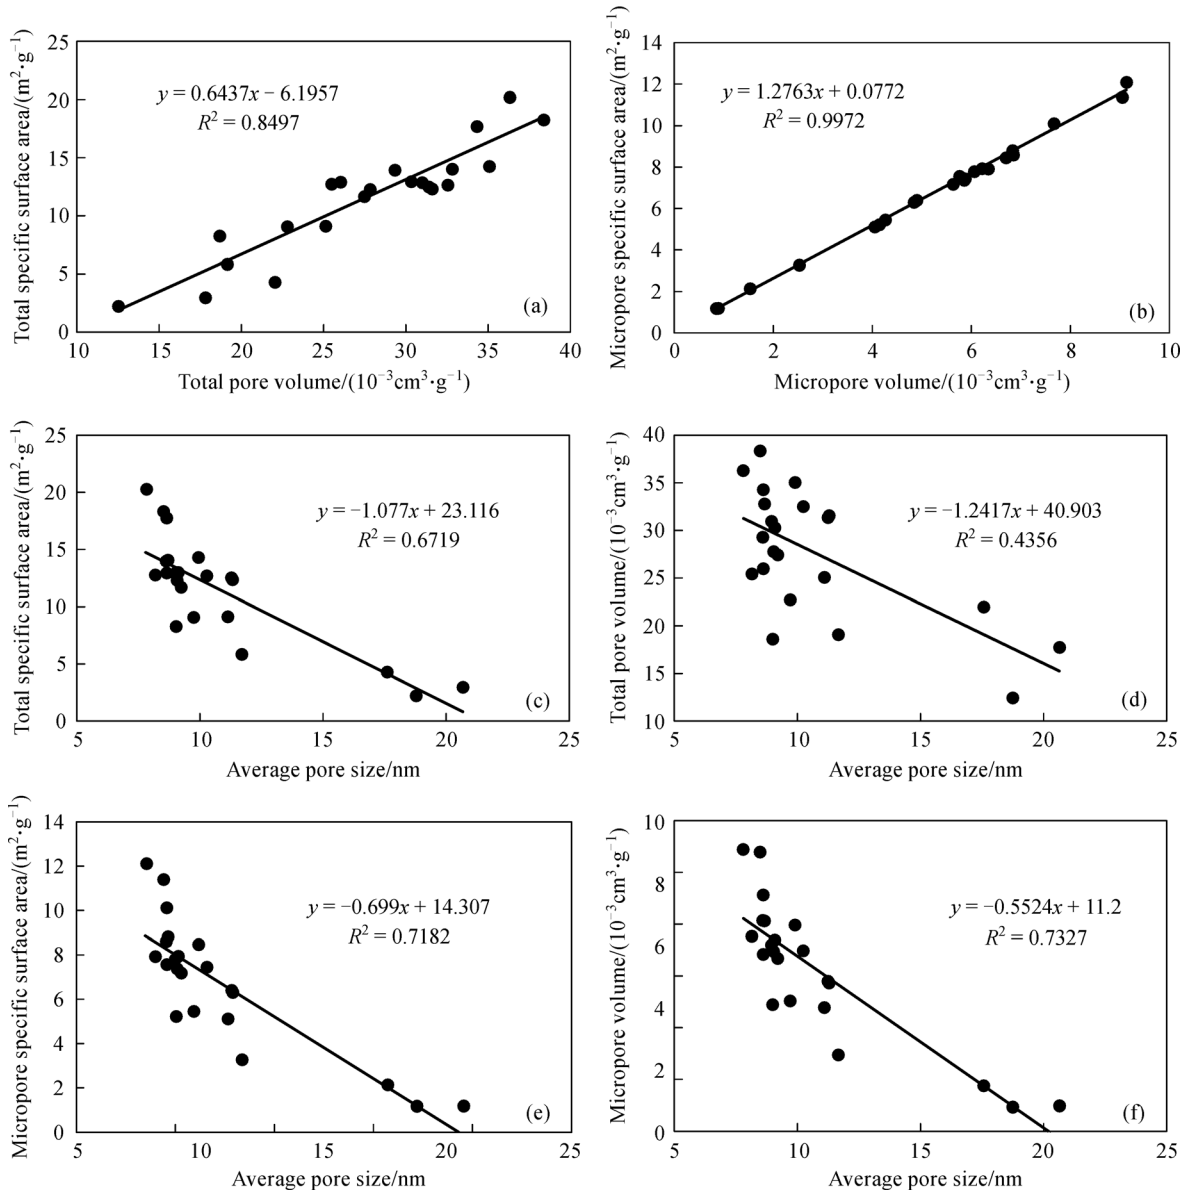 Total specific surface area/(m²·g⁻¹)
25
20
15
10
5
0
y = 0.6437x − 6.1957
R² = 0.8497
(a)
10 20 30 40
Total pore volume/(10⁻³cm³·g⁻¹)
Micropore specific surface area/(m²·g⁻¹)
14
12
10
8
6
4
2
0
y = 1.2763x + 0.0772
R² = 0.9972
(b)
0 2 4 6 8 10
Micropore volume/(10⁻³cm³·g⁻¹)
Total specific surface area/(m²·g⁻¹)
25
20
15
10
5
0
y = −1.077x + 23.116
R² = 0.6719
(c)
5 10 15 20 25
Average pore size/nm
Total pore volume/(10⁻³cm³·g⁻¹)
40
35
30
25
20
15
10
y = −1.2417x + 40.903
R² = 0.4356
(d)
5 10 15 20 25
Average pore size/nm
Micropore specific surface area/(m²·g⁻¹)
14
12
10
8
6
4
2
0
y = −0.699x + 14.307
R² = 0.7182
(e)
5 10 15 20 25
Average pore size/nm
Micropore volume/(10⁻³cm³·g⁻¹)
10
8
6
4
2
0
y = −0.5524x + 11.2
R² = 0.7327
(f)
5 10 15 20 25
Average pore size/nm